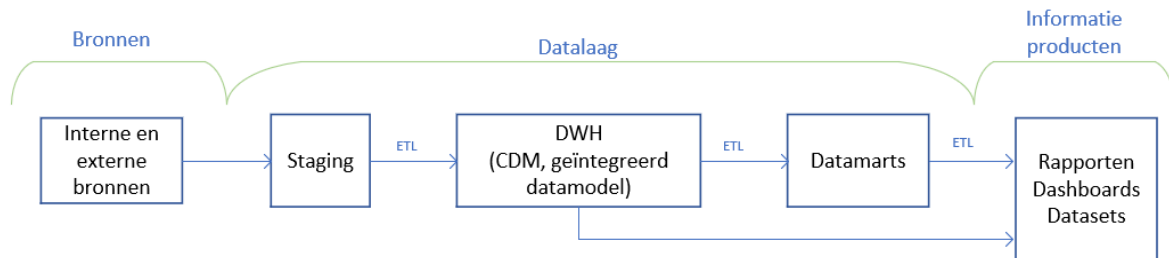 Bronnen
Datalaag
Informatie
producten
Interne en
externe
bronnen
Staging
ETL
DWH
(CDM, geïntegreerd
datamodel)
ETL
Datamarts
ETL
Rapporten
Dashboards
Datasets